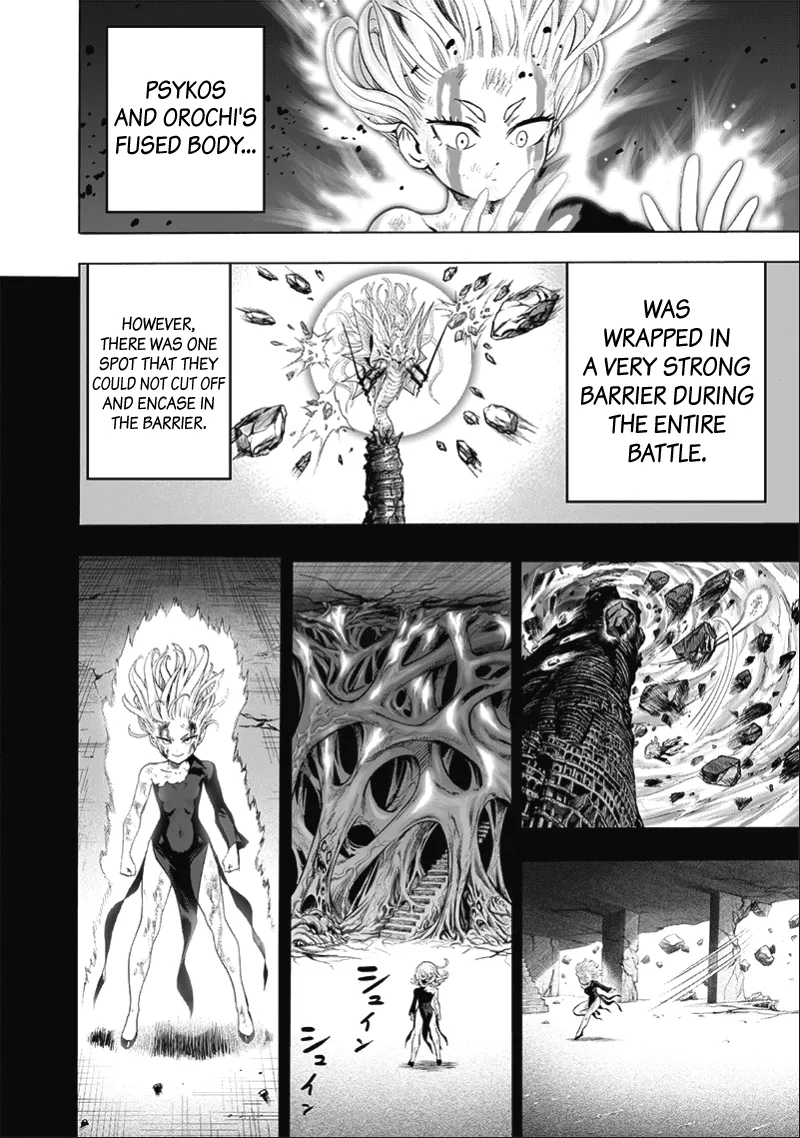 PSYKOS
AND OROCHI'S
FUSED BODY...
WAS
WRAPPED IN
A VERY STRONG
BARRIER DURING
THE ENTIRE
BATTLE.
HOWEVER,
THERE WAS ONE
SPOT THAT THEY
COULD NOT CUT OFF
AND ENCASE IN
THE BARRIER.
シュイン
シュイン